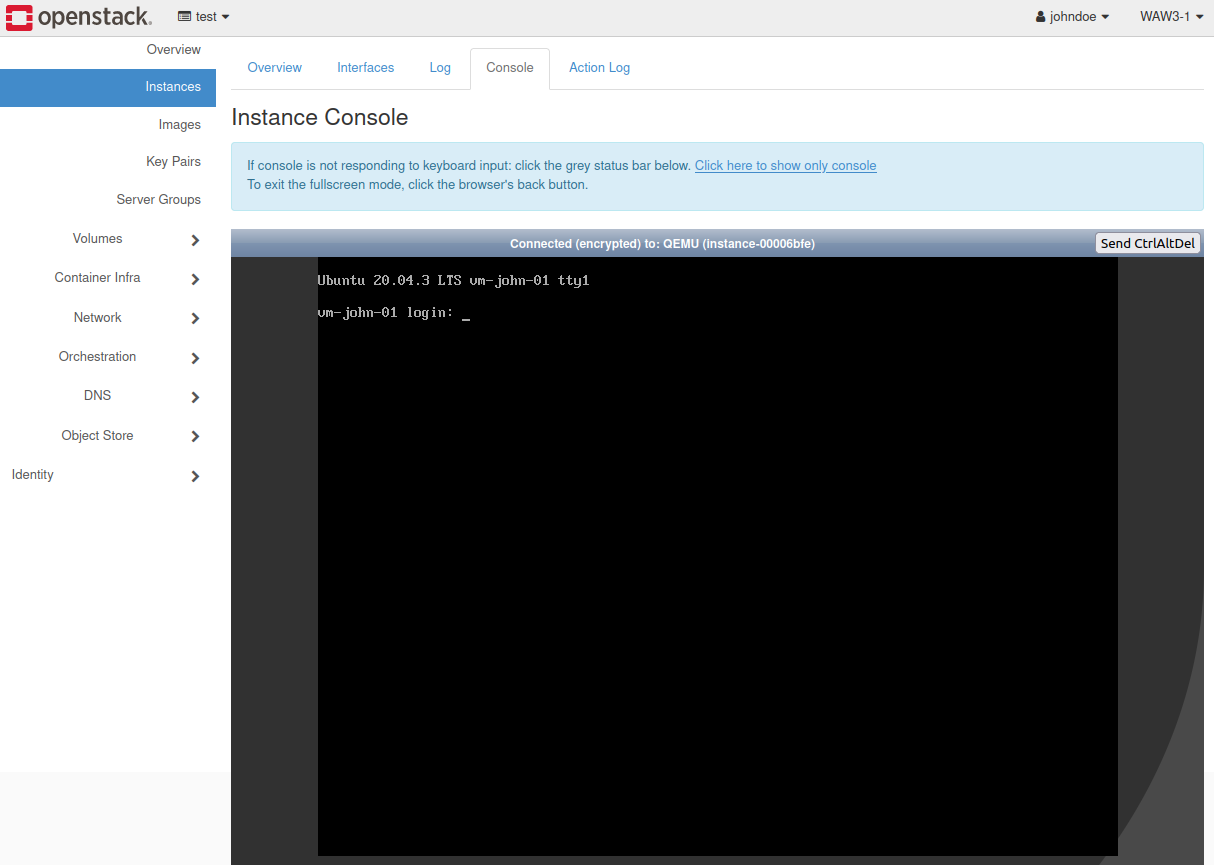 openstack. test johndoe WAW3-1
Overview
Instances
Images
Key Pairs
Server Groups
Volumes
Container Infra
Network
Orchestration
DNS
Object Store
Identity
Overview Interfaces Log Console Action Log
Instance Console
If console is not responding to keyboard input: click the grey status bar below. Click here to show only console
To exit the fullscreen mode, click the browser's back button.
Connected (encrypted) to: QEMU (instance-00006bfe) Send CtrlAltDel
Ubuntu 20.04.3 LTS vm-john-01 tty1
vm-john-01 login: _